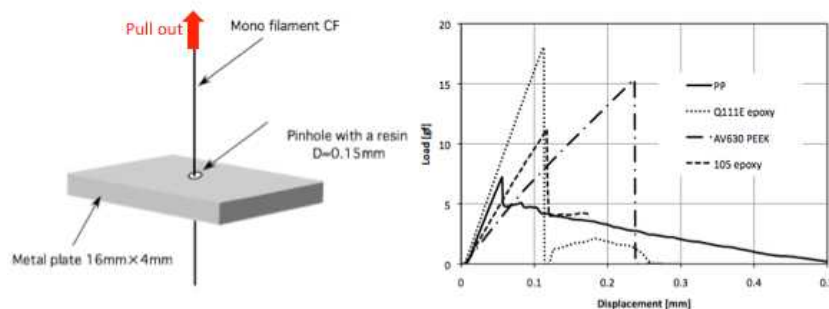 Pull out
Mono filament CF
Pinhole with a resin
D=0.15mm
Metal plate 16mm×4mm
Load [gf]
20
15
10
5
0
PP
Q111E epoxy
AV630 PEEK
105 epoxy
0
0.1
0.2
0.3
0.4
0.5
Displacement [mm]